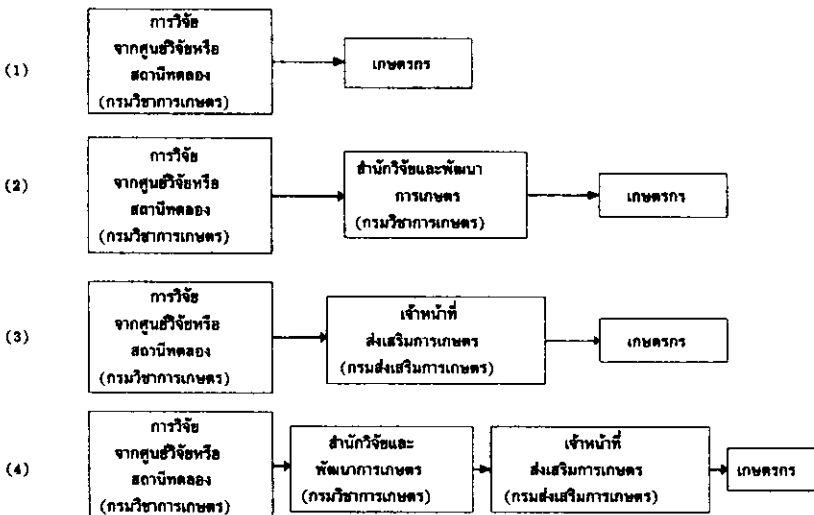 (1)
การวิจัย
จากศูนย์วิจัยหรือ
สถานีทดลอง
(กรมวิชาการเกษตร)
เกษตรกร
(2)
การวิจัย
จากศูนย์วิจัยหรือ
สถานีทดลอง
(กรมวิชาการเกษตร)
สำนักวิจัยและพัฒนา
การเกษตร
(กรมวิชาการเกษตร)
เกษตรกร
(3)
การวิจัย
จากศูนย์วิจัยหรือ
สถานีทดลอง
(กรมวิชาการเกษตร)
เจ้าหน้าที่
ส่งเสริมการเกษตร
(กรมส่งเสริมการเกษตร)
เกษตรกร
(4)
การวิจัย
จากศูนย์วิจัยหรือ
สถานีทดลอง
(กรมวิชาการเกษตร)
สำนักวิจัยและ
พัฒนาการเกษตร
(กรมวิชาการเกษตร)
เจ้าหน้าที่
ส่งเสริมการเกษตร
(กรมส่งเสริมการเกษตร)
เกษตรกร